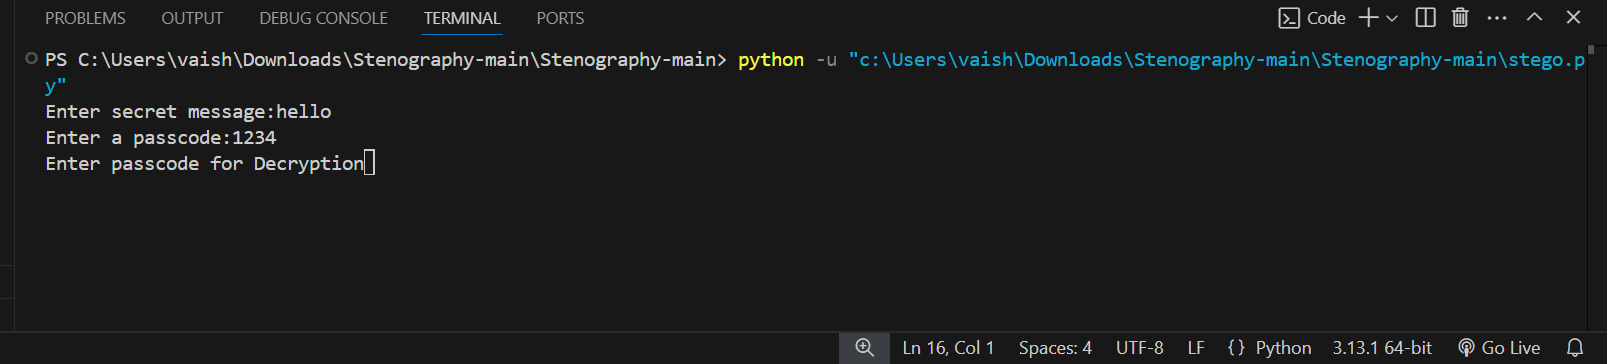 PROBLEMS OUTPUT DEBUG CONSOLE TERMINAL PORTS Code
PS C:\Users\vaish\Downloads\Stenography-main\Stenography-main> python -u "c:\Users\vaish\Downloads\Stenography-main\Stenography-main\stego.p
y"
Enter secret message:hello
Enter a passcode:1234
Enter passcode for Decryption
Ln 16, Col 1 Spaces: 4 UTF-8 LF {} Python 3.13.1 64-bit Go Live